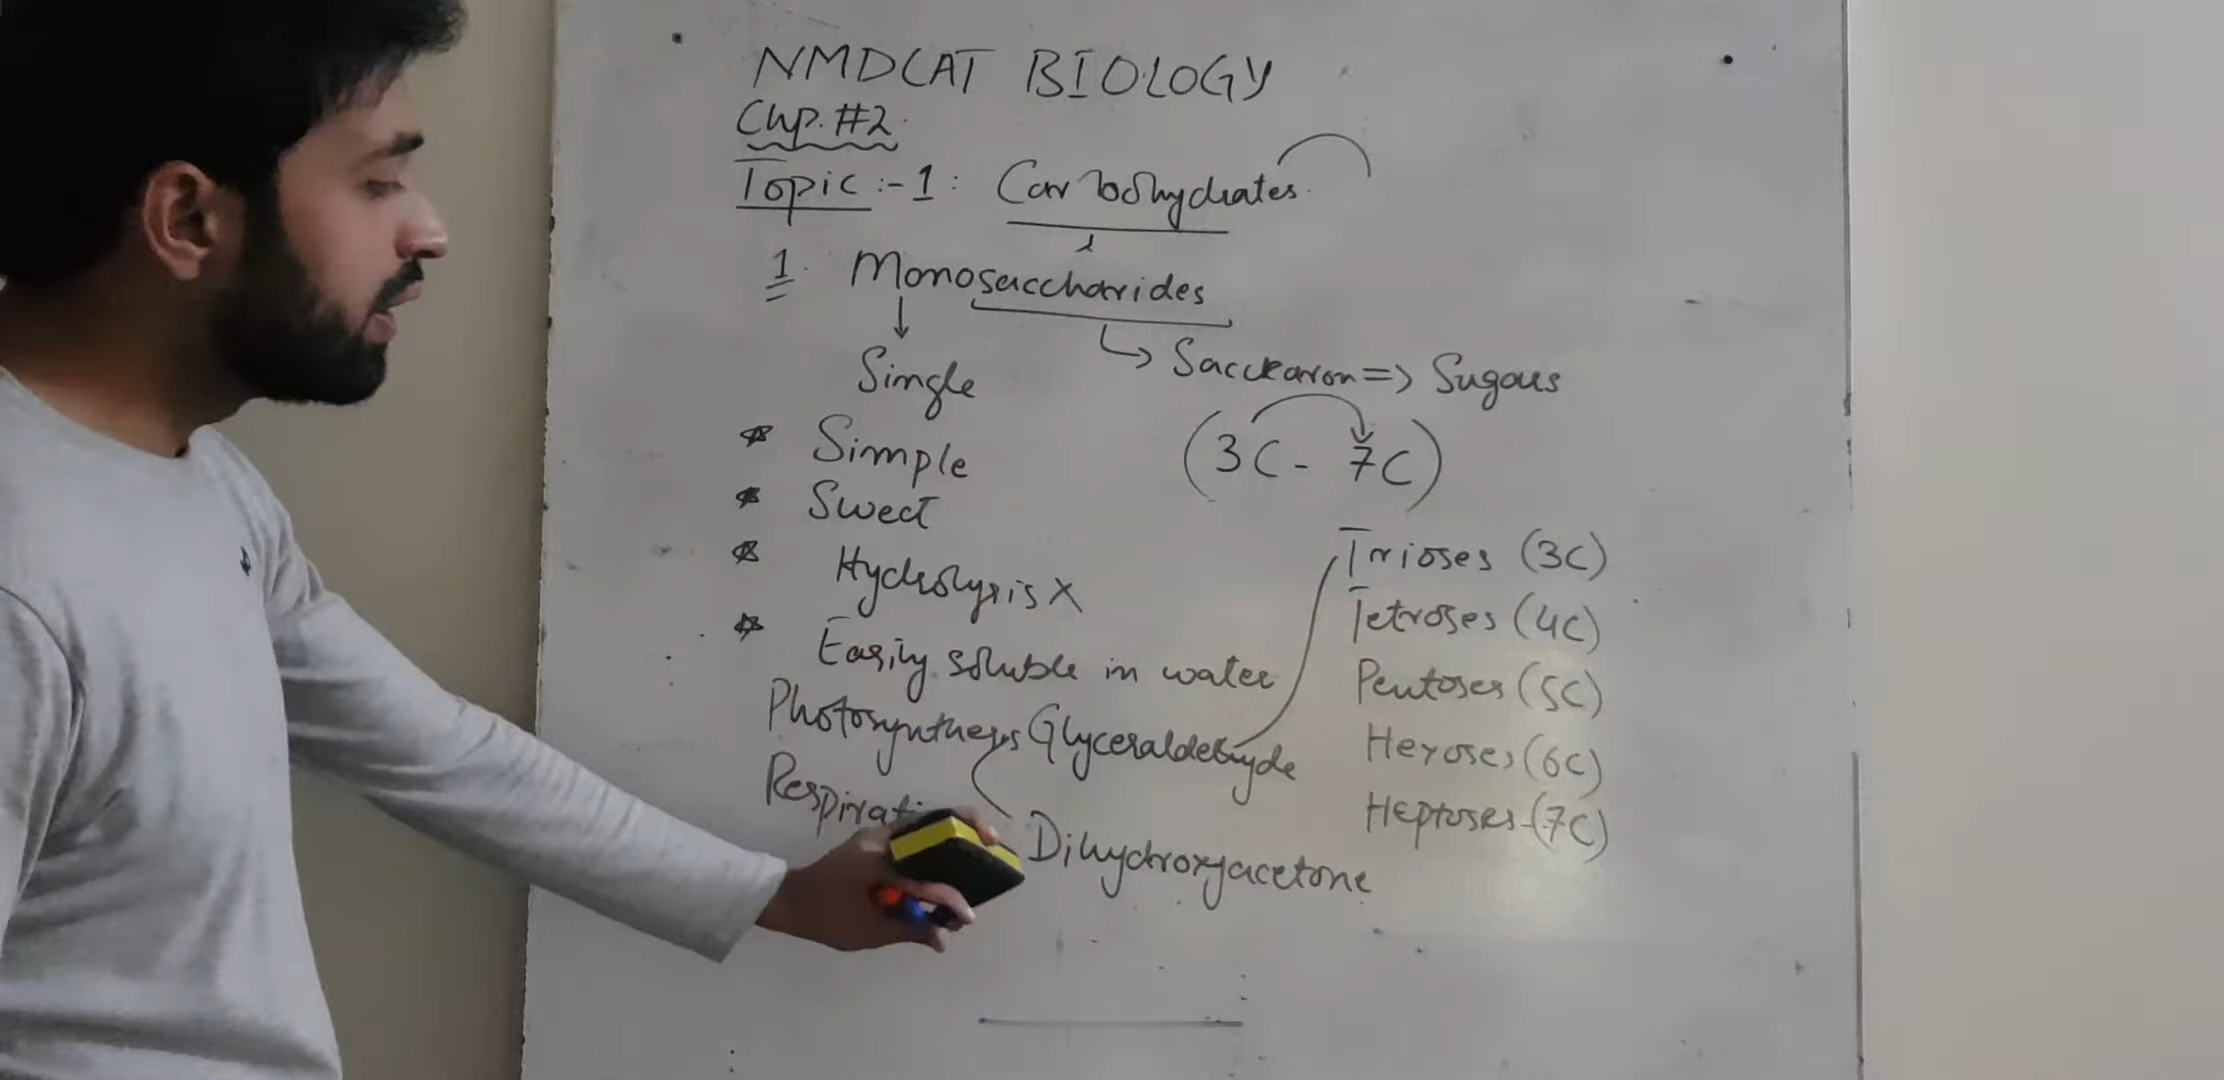 NMDCAT BIOLOGY
Chp. #2.
Topic :- 1: Carbohydrates.
1. Monosaccharides
Single
Saccharon => Sugars
* Simple
(3C - 7C)
* Sweet
* Hydrolysis X
* Easily soluble in water
Trioses (3C)
Tetroses (4C)
Pentoses (5C)
Hexoses (6C)
Heptoses (7C)
Photosynthesis Glyceraldehyde
Respirati
Dihydroxyacetone